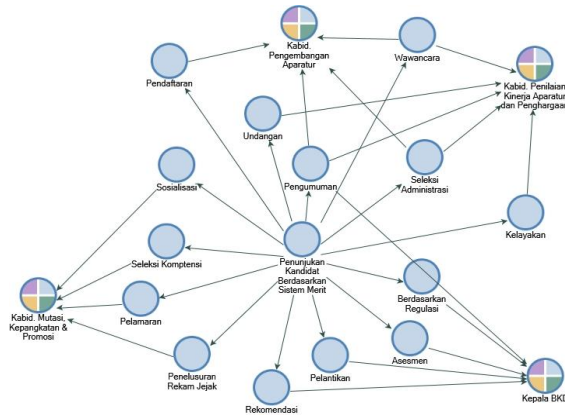 Kabid.
Pengembangan
Aparatur
Wawancara
Pendaftaran
Kabid. Penilaian
Kinerja Aparatur
dan Penghargaan
Undangan
Pengumuman
Seleksi
Administrasi
Sosialisasi
Kelayakan
Seleksi Komptensi
Penunjukan
Kandidat
Berdasarkan
Sistem Merit
Berdasarkan
Regulasi
Kabid. Mutasi,
Kepangkatan &
Promosi
Pelamaran
Asesmen
Penelusuran
Rekam Jejak
Pelantikan
Kepala BKD
Rekomendasi